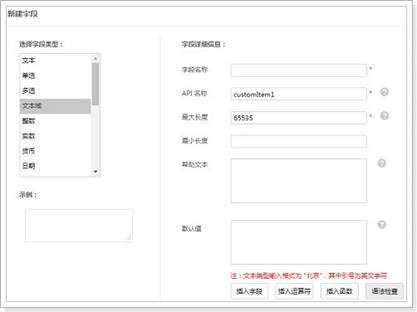 新建字段
选择字段类型：
文本
单选
多选
文本域
整数
实数
货币
日期
示例：
字段详细信息：
字段名称 *
API 名称 customItem1 *
最大长度 65535 *
最小长度
帮助文本
默认值
注：文本类型输入格式为 "北京"，其中引号为英文字符
插入字段 插入运算符 插入函数 语法检查